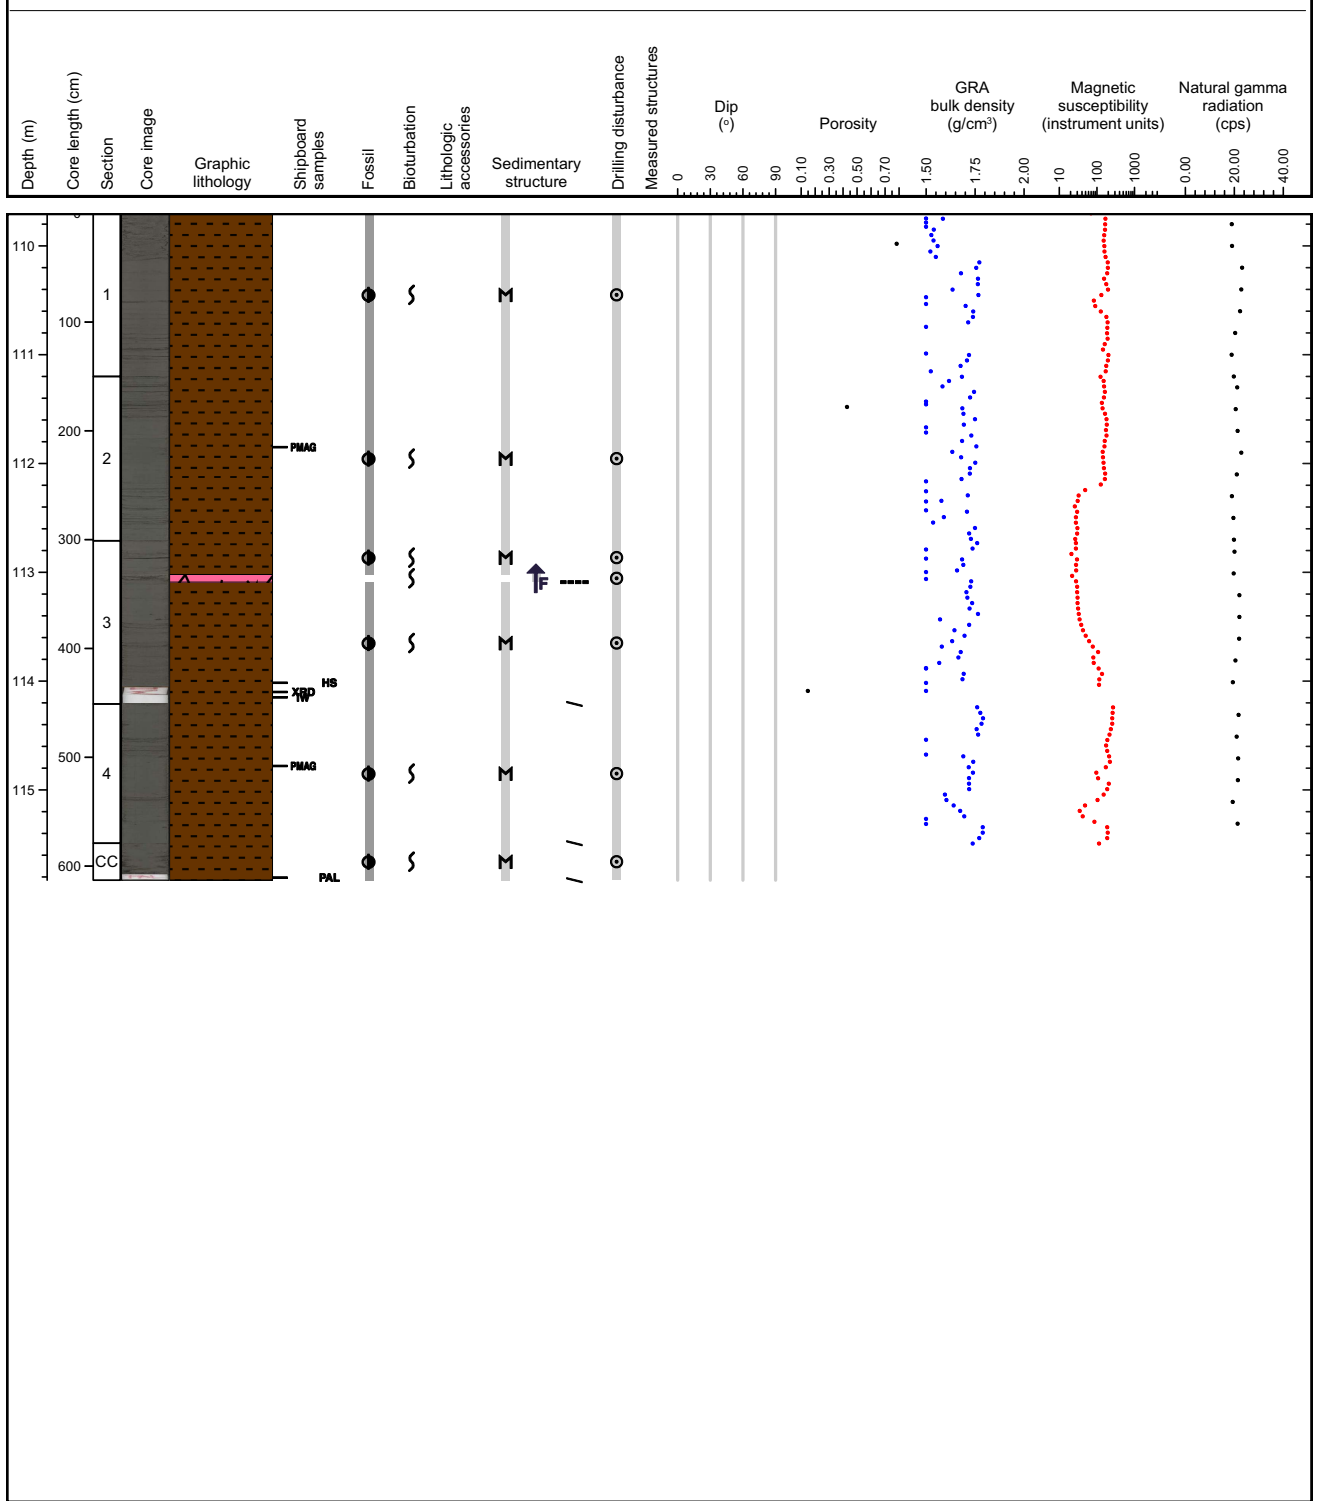 Depth (m)
Core length (cm)
Section
Core image
Graphic
lithology
Shipboard
samples
Fossil
Bioturbation
Lithologic
accessories
Sedimentary
structure
Drilling disturbance
Measured structures
Dip
(o)
Porosity
GRA
bulk density
(g/cm³)
Magnetic
susceptibility
(instrument units)
Natural gamma
radiation
(cps)
0 30 60 90
0.10 0.30 0.50 0.70
1.50 1.75 2.00
10 100 1000
0.00 20.00 40.00
110
1
100
111
PMAG
200
2
112
300
113
F
3
400
HS
114
XRD
IW
500
PMAG
4
115
CC
600
PAL